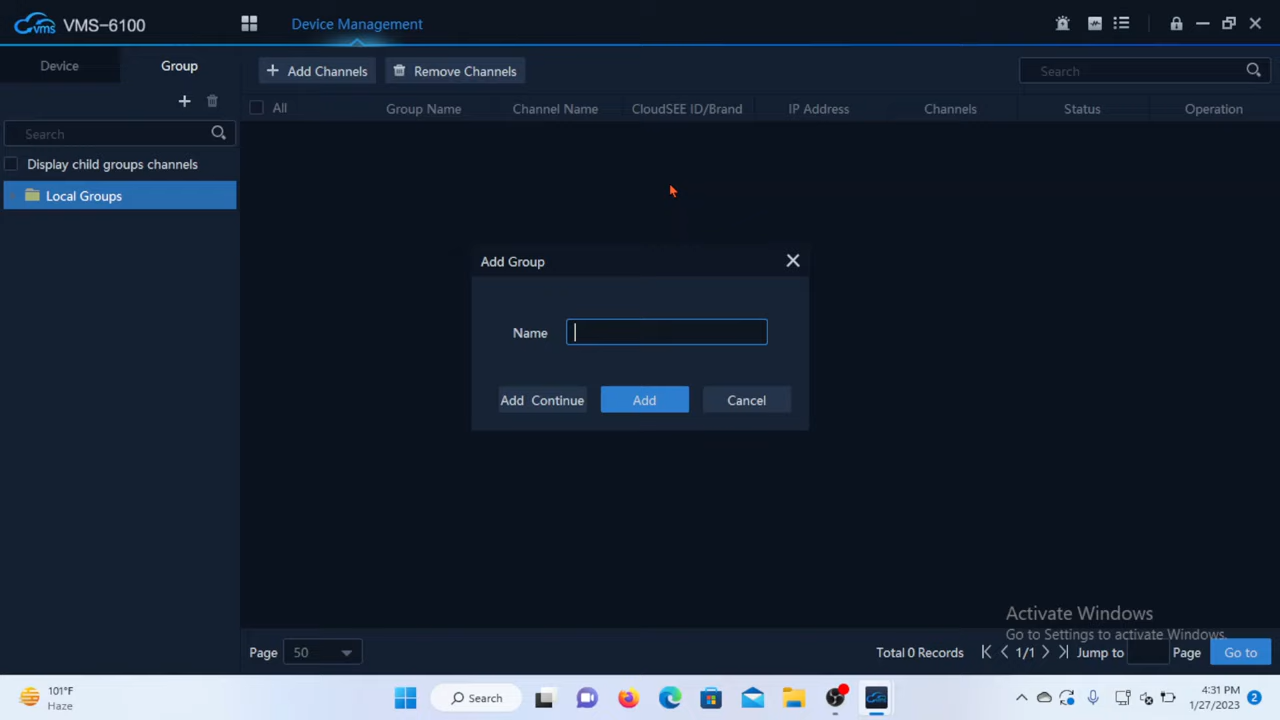 VMS VMS-6100 Device Management
Device Group + Add Channels Remove Channels Search
All Group Name Channel Name CloudSEE ID/Brand IP Address Channels Status Operation
Search
Display child groups channels
Local Groups
Add Group
Name
Add Continue Add Cancel
Activate Windows
Go to Settings to activate Windows.
Page 50 Total 0 Records 1/1 Jump to Page Go to
101°F
Haze
Search
4:31 PM
1/27/2023
2